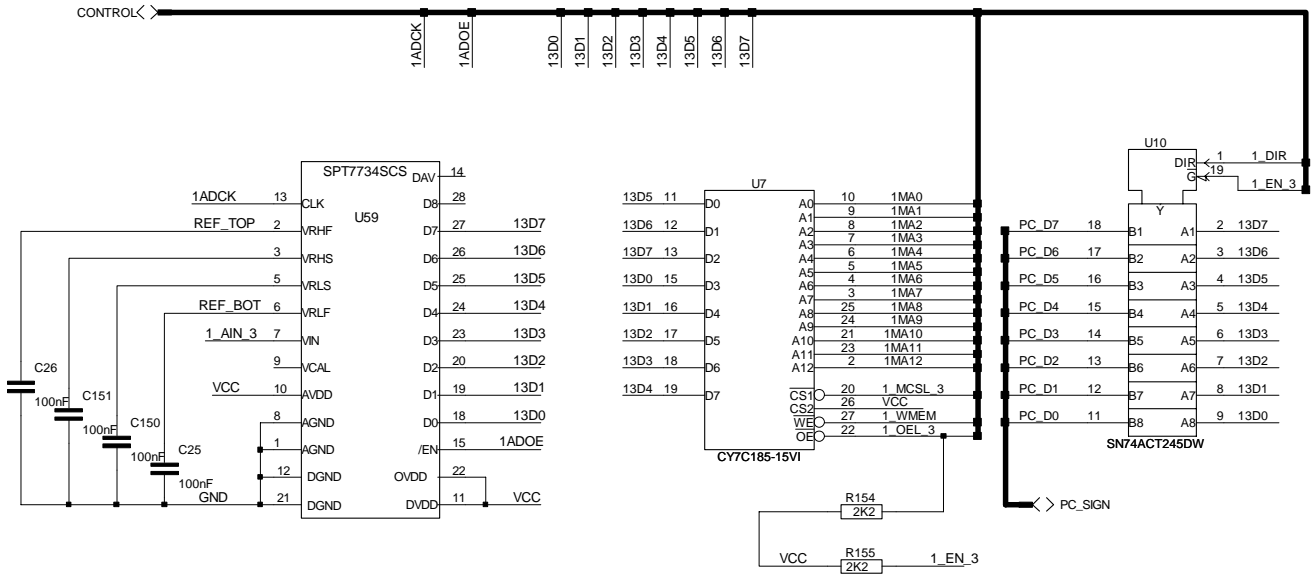 CONTROL
1ADCK
1ADOE
13D0
13D1
13D2
13D3
13D4
13D5
13D6
13D7
SPT7734SCS
U59
1ADCK 13 CLK
REF_TOP 2 VRHF
3 VRHS
5 VRLS
REF_BOT 6 VRLF
1_AIN_3 7 VIN
9 VCAL
VCC 10 AVDD
8 AGND
1 AGND
12 DGND
GND 21 DGND
DAV 14
D8 28
D7 27 13D7
D6 26 13D6
D5 25 13D5
D4 24 13D4
D3 23 13D3
D2 20 13D2
D1 19 13D1
D0 18 13D0
/EN 15 1ADOE
OVDD 22
DVDD 11 VCC
C26
100nF
C151
100nF
C150
100nF
C25
100nF
U7
13D5 11 D0
13D6 12 D1
13D7 13 D2
13D0 15 D3
13D1 16 D4
13D2 17 D5
13D3 18 D6
13D4 19 D7
A0 10 1MA0
A1 9 1MA1
A2 8 1MA2
A3 7 1MA3
A4 6 1MA4
A5 5 1MA5
A6 4 1MA6
A7 3 1MA7
A8 25 1MA8
A9 24 1MA9
A10 21 1MA10
A11 23 1MA11
A12 2 1MA12
CS1 20 1_MCSL_3
CS2 26 VCC
WE 27 1_WMEM
OE 22 1_OEL_3
CY7C185-15VI
R154
2K2
VCC
R155
2K2
1_EN_3
U10
DIR 1 1_DIR
G 19 1_EN_3
Y
PC_D7 18 B1 A1 2 13D7
PC_D6 17 B2 A2 3 13D6
PC_D5 16 B3 A3 4 13D5
PC_D4 15 B4 A4 5 13D4
PC_D3 14 B5 A5 6 13D3
PC_D2 13 B6 A6 7 13D2
PC_D1 12 B7 A7 8 13D1
PC_D0 11 B8 A8 9 13D0
SN74ACT245DW
PC_SIGN